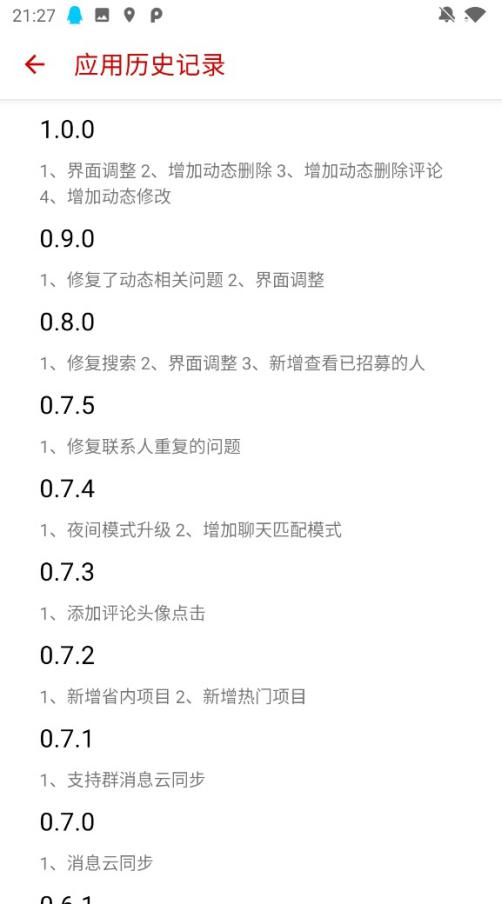 21:27
应用历史记录
1.0.0
1、界面调整 2、增加动态删除 3、增加动态删除评论
4、增加动态修改
0.9.0
1、修复了动态相关问题 2、界面调整
0.8.0
1、修复搜索 2、界面调整 3、新增查看已招募的人
0.7.5
1、修复联系人重复的问题
0.7.4
1、夜间模式升级 2、增加聊天匹配模式
0.7.3
1、添加评论头像点击
0.7.2
1、新增省内项目 2、新增热门项目
0.7.1
1、支持群消息云同步
0.7.0
1、消息云同步
0.6.1